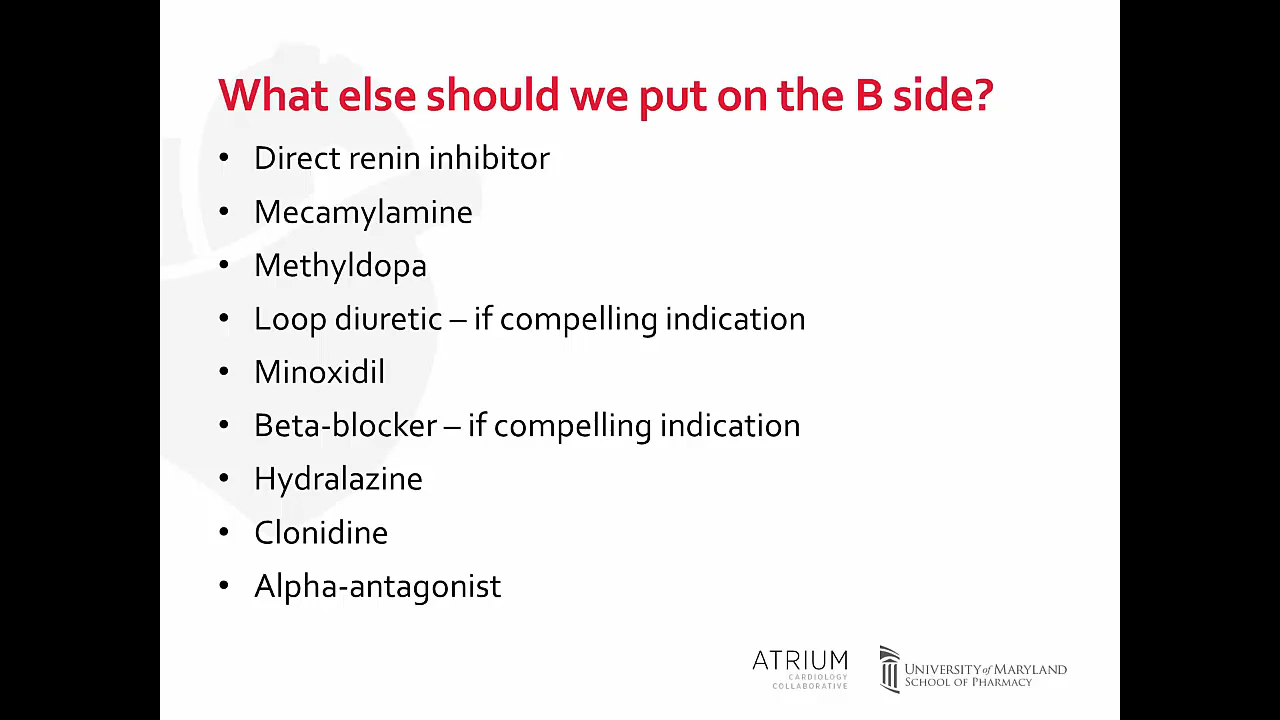 What else should we put on the B side?
• Direct renin inhibitor
• Mecamylamine
• Methyldopa
• Loop diuretic – if compelling indication
• Minoxidil
• Beta-blocker – if compelling indication
• Hydralazine
• Clonidine
• Alpha-antagonist
ATRIUM
CARDIOLOGY
COLLABORATIVE
UNIVERSITY of MARYLAND
SCHOOL OF PHARMACY